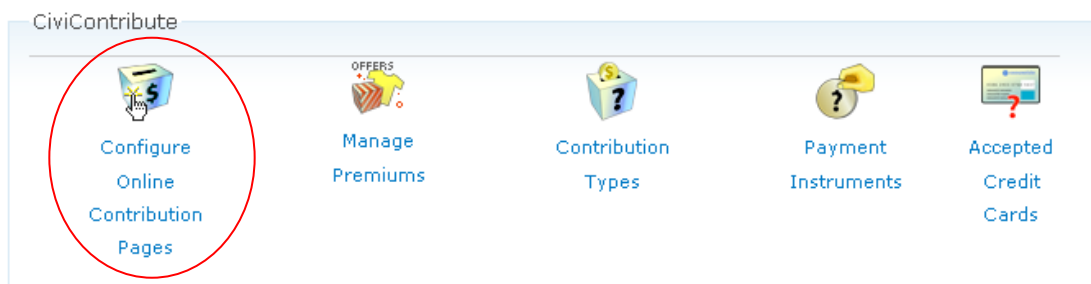 CiviContribute
OFFERS
Configure
Online
Contribution
Pages
Manage
Premiums
Contribution
Types
Payment
Instruments
Accepted
Credit
Cards
$
$
?
?
?